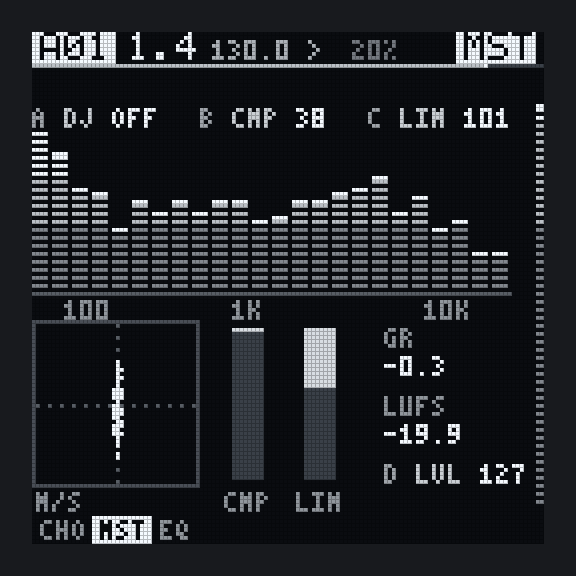 A01 1.4 130.0 > 20% MST
A DJ OFF B CMP 38 C LIM 101
100 1K 10K
GR
-0.3
LUFS
-19.9
D LVL 127
M/S CMP LIM
CHO MST EQ